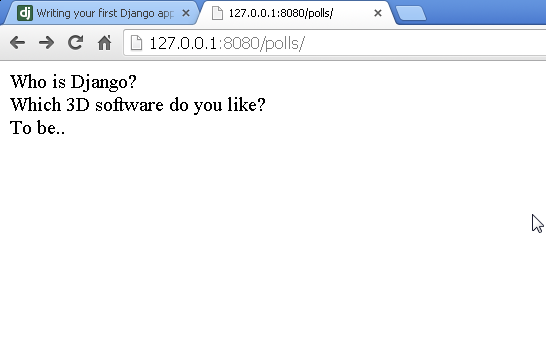 dj Writing your first Django app
127.0.0.1:8080/polls/
127.0.0.1:8080/polls/
Who is Django?
Which 3D software do you like?
To be..